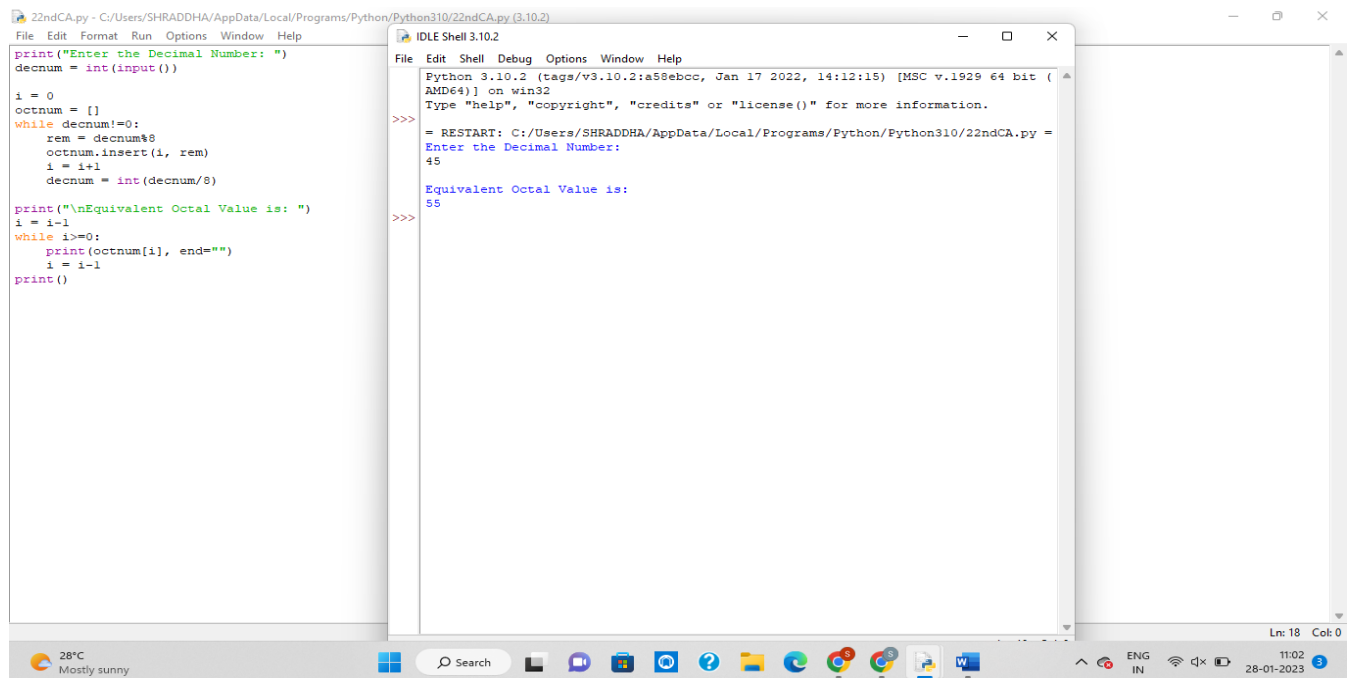 22ndCA.py - C:/Users/SHRADDHA/AppData/Local/Programs/Python/Python310/22ndCA.py (3.10.2)
File Edit Format Run Options Window Help
print("Enter the Decimal Number: ")
decnum = int(input())
i = 0
octnum = []
while decnum!=0:
    rem = decnum%8
    octnum.insert(i, rem)
    i = i+1
    decnum = int(decnum/8)
print("\nEquivalent Octal Value is: ")
i = i-1
while i>=0:
    print(octnum[i], end="")
    i = i-1
print()
IDLE Shell 3.10.2
File Edit Shell Debug Options Window Help
Python 3.10.2 (tags/v3.10.2:a58ebcc, Jan 17 2022, 14:12:15) [MSC v.1929 64 bit (
AMD64)] on win32
Type "help", "copyright", "credits" or "license()" for more information.
>>>
= RESTART: C:/Users/SHRADDHA/AppData/Local/Programs/Python/Python310/22ndCA.py =
Enter the Decimal Number:
45
Equivalent Octal Value is:
55
>>>
Ln: 18 Col: 0
28°C
Mostly sunny
Search
ENG
IN
11:02
28-01-2023
3